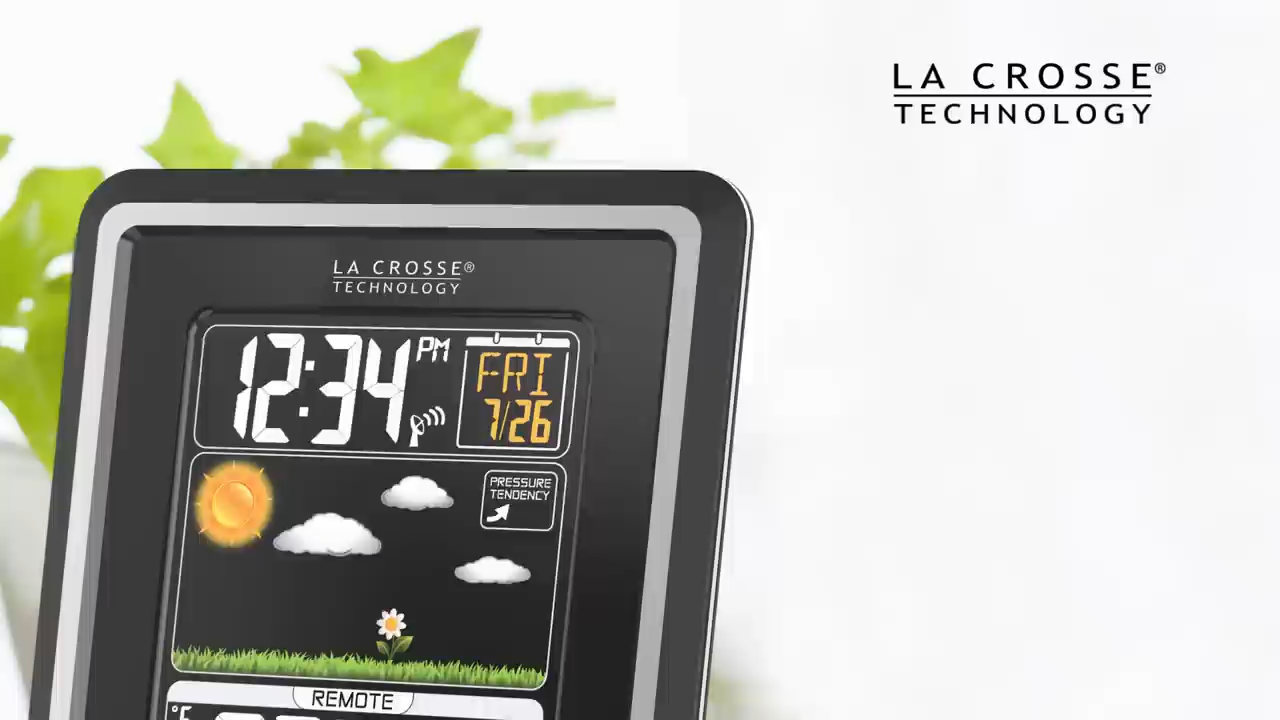 LA CROSSE®
TECHNOLOGY
LA CROSSE®
TECHNOLOGY
12:34 PM
FRI
7/26
PRESSURE
TENDENCY
REMOTE
°F